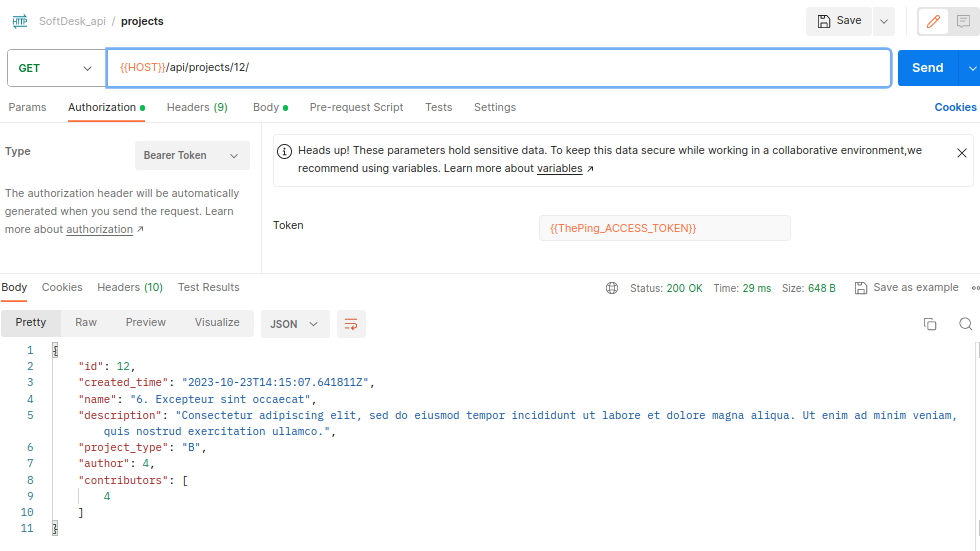 HTTP SoftDesk_api / projects Save
GET {{HOST}}/api/projects/12/ Send
Params Authorization Headers (9) Body Pre-request Script Tests Settings Cookies
Type Bearer Token
The authorization header will be automatically
generated when you send the request. Learn
more about authorization ↗
Heads up! These parameters hold sensitive data. To keep this data secure while working in a collaborative environment,we
recommend using variables. Learn more about variables ↗
Token {{ThePing_ACCESS_TOKEN}}
Body Cookies Headers (10) Test Results Status: 200 OK Time: 29 ms Size: 648 B Save as example
Pretty Raw Preview Visualize JSON
1 {
2 "id": 12,
3 "created_time": "2023-10-23T14:15:07.641811Z",
4 "name": "6. Excepteur sint occaecat",
5 "description": "Consectetur adipiscing elit, sed do eiusmod tempor incididunt ut labore et dolore magna aliqua. Ut enim ad minim veniam,
quis nostrud exercitation ullamco.",
6 "project_type": "B",
7 "author": 4,
8 "contributors": [
9 4
10 ]
11 }